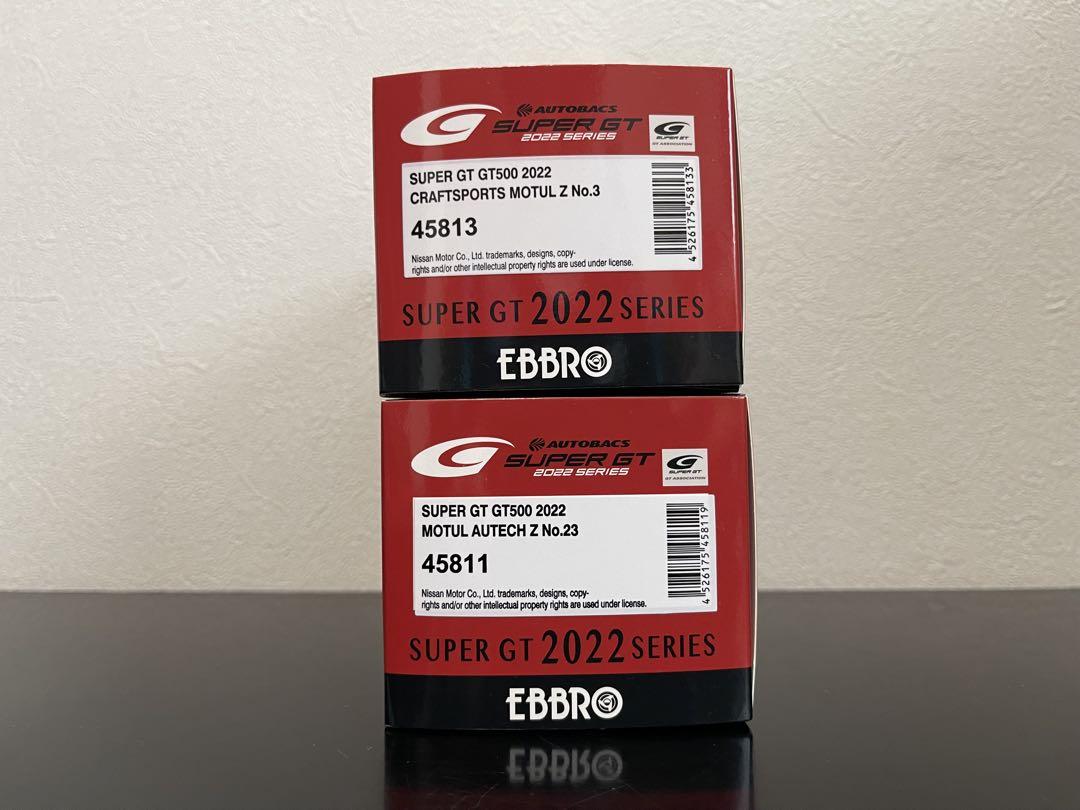 AUTOBACS
SUPER GT
2022 SERIES
SUPER GT
GT ASSOCIATION
SUPER GT GT500 2022
CRAFTSPORTS MOTUL Z No.3
45813
Nissan Motor Co., Ltd. trademarks, designs, copy-
rights and/or other intellectual property rights are used under license.
4 526175 458133
SUPER GT 2022 SERIES
EBBRO
AUTOBACS
SUPER GT
2022 SERIES
SUPER GT
GT ASSOCIATION
SUPER GT GT500 2022
MOTUL AUTECH Z No.23
45811
Nissan Motor Co., Ltd. trademarks, designs, copy-
rights and/or other intellectual property rights are used under license.
4 526175 458119
SUPER GT 2022 SERIES
EBBRO